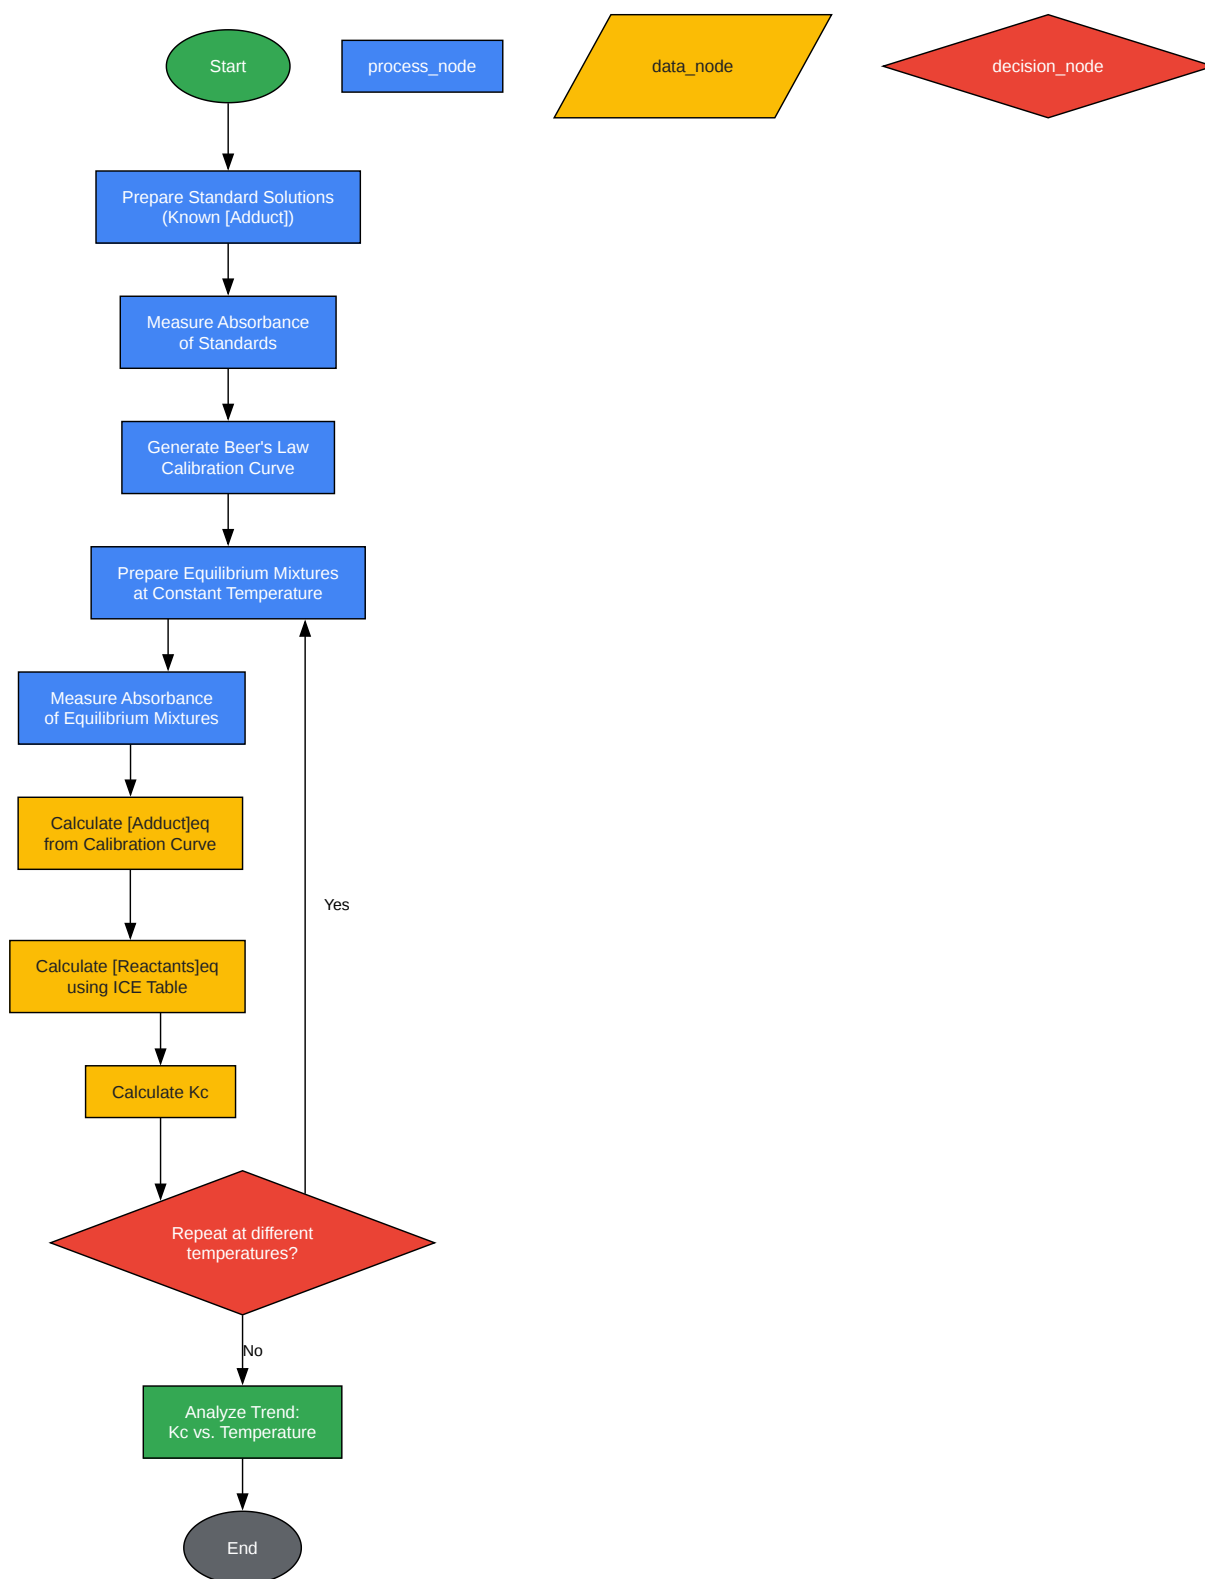 Start
process_node
data_node
decision_node
Prepare Standard Solutions
(Known [Adduct])
Measure Absorbance
of Standards
Generate Beer's Law
Calibration Curve
Prepare Equilibrium Mixtures
at Constant Temperature
Measure Absorbance
of Equilibrium Mixtures
Calculate [Adduct]eq
from Calibration Curve
Yes
Calculate [Reactants]eq
using ICE Table
Calculate Kc
Repeat at different
temperatures?
No
Analyze Trend:
Kc vs. Temperature
End